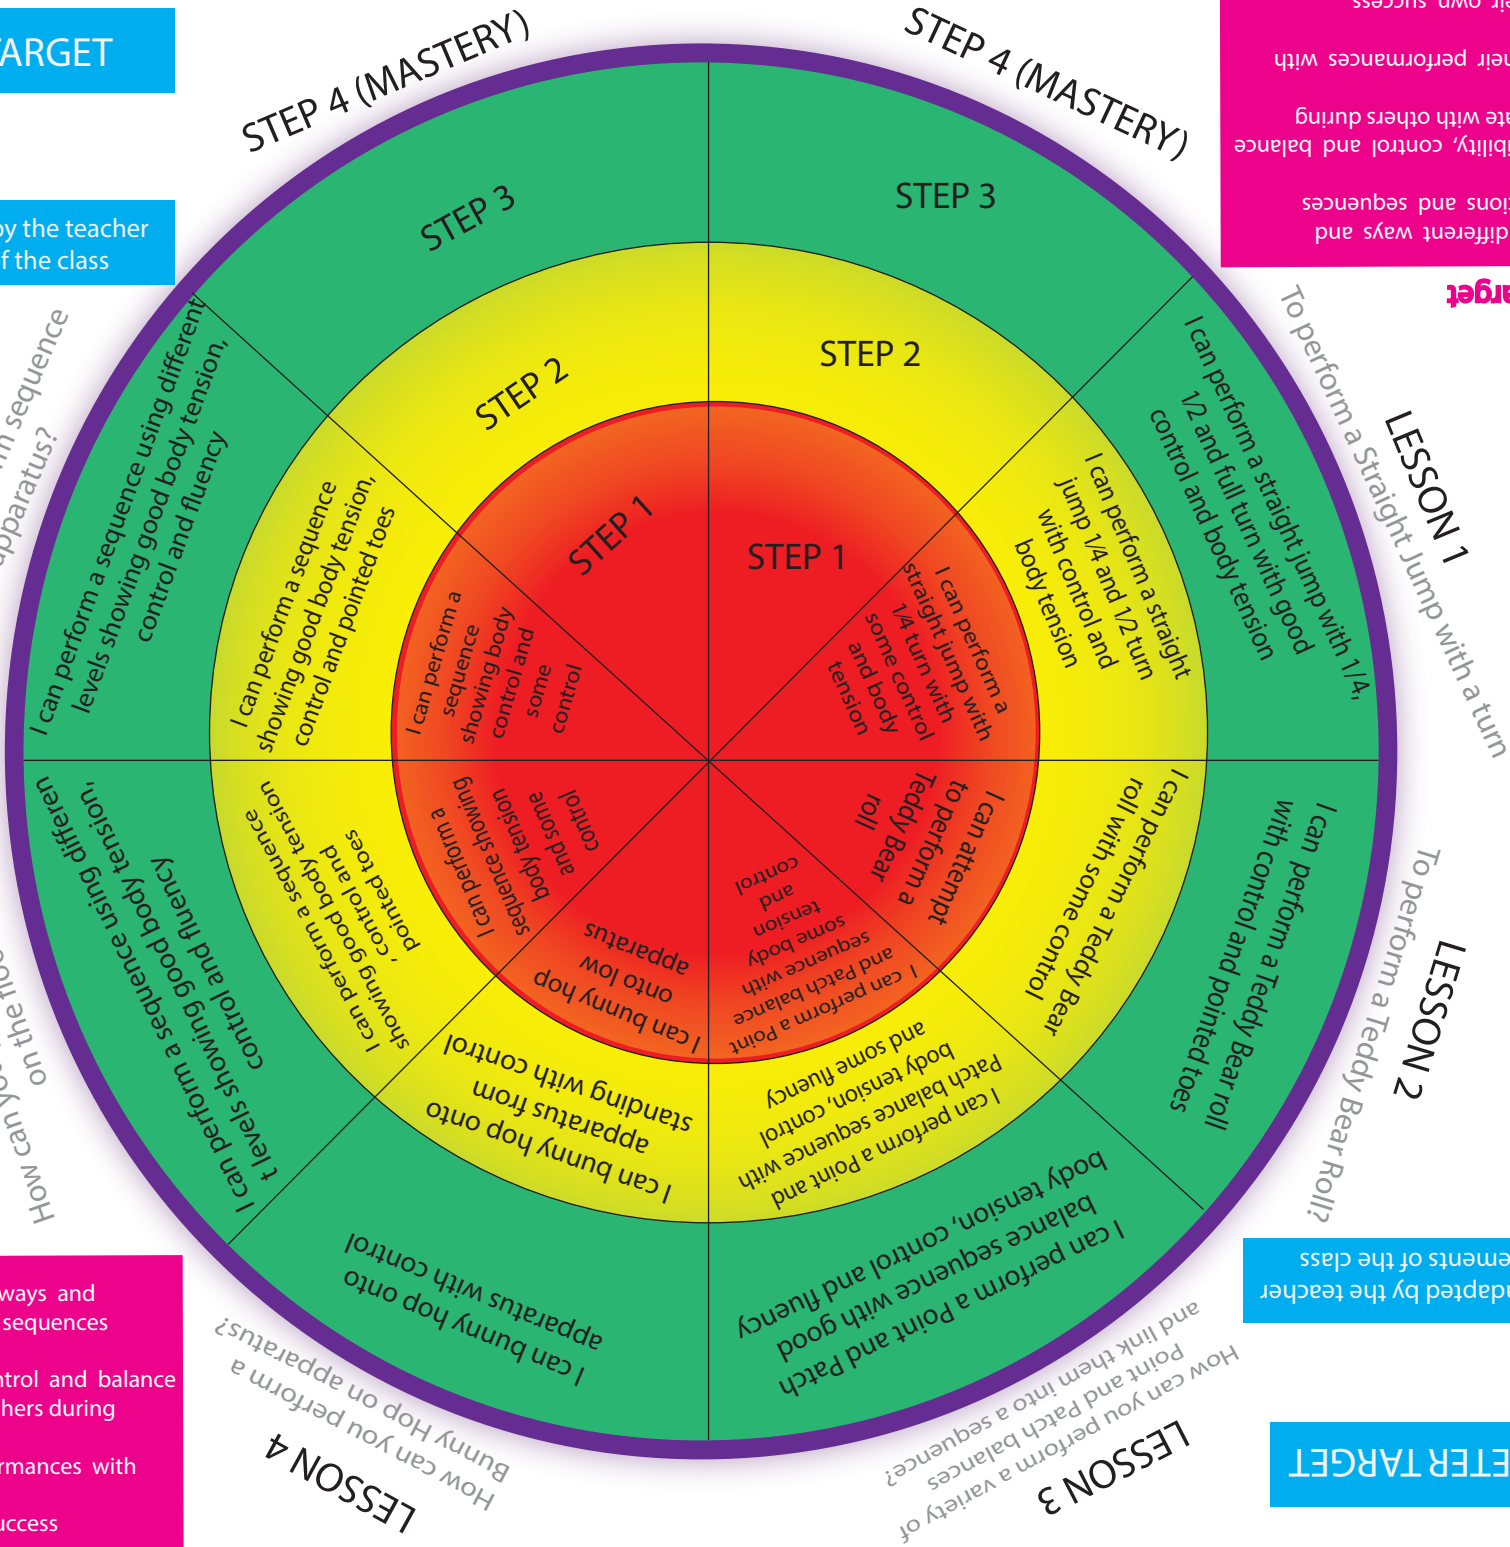 TARGET
by the teacher
f the class
STEP 4 (MASTERY)
STEP 4 (MASTERY)
STEP 3
STEP 3
STEP 2
STEP 2
STEP 1
STEP 1
different ways and
tions and sequences
ibility, control and balance
ate with others during
heir performances with
eir own success
arget
LESSON 1
To perform a Straight Jump with a turn
I can perform a straight jump with 1/4,
1/2 and full turn with good
control and body tension
I can perform a straight
jump 1/4 and 1/2 turn
with control and
body tension
I can perform a
straight jump with
1/4 turn with
some control
and body
tension
LESSON 2
To perform a Teddy Bear Roll?
I can perform a Teddy Bear roll
with control and pointed toes
I can perform a Teddy Bear
roll with some control
I can attempt
to perform a
Teddy Bear
roll
LESSON 3
How can you perform a variety of
Point and Patch balances
and link them into a sequence?
I can perform a Point and Patch
balance sequence with good
body tension, control and fluency
I can perform a Point and
Patch balance sequence with
body tension, control
and some fluency
I can perform a Point
and Patch balance
sequence with
some body
tension
and
control
LESSON 4
How can you perform a
Bunny Hop on apparatus?
I can bunny hop onto
apparatus with control
I can bunny hop onto
apparatus from
standing with control
I can bunny hop
onto low
apparatus
How can you
on the floo
I can perform a sequence using differen
t levels showing good body tension,
control and fluency
I can perform a sequence
showing good body tension
, control and
pointed toes
I can perform a
sequence showing
body tension
and some
control
m sequence
apparatus?
I can perform a sequence using different
levels showing good body tension,
control and fluency
I can perform a sequence
showing good body tension,
control and pointed toes
I can perform a
sequence
showing body
control and
some
control
ways and
sequences
ntrol and balance
hers during
rmances with
uccess
dapted by the teacher
ements of the class
ETER TARGET